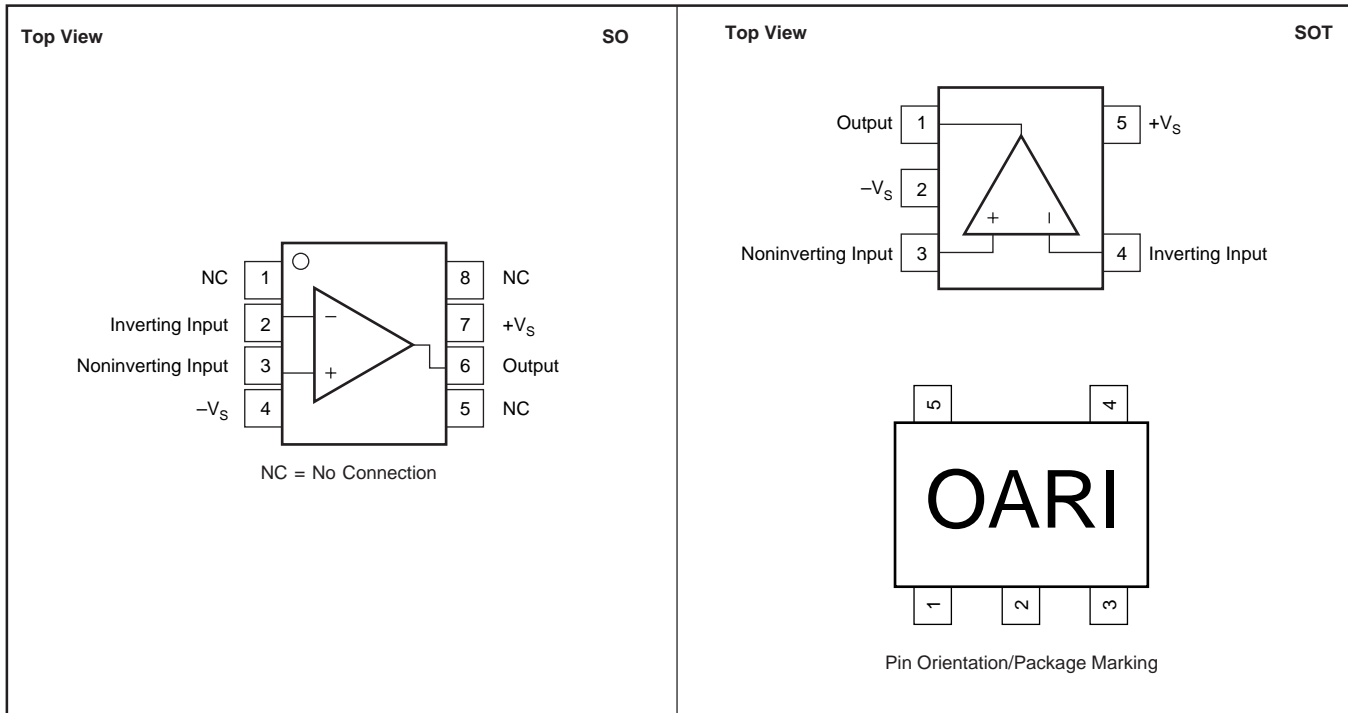 Top View
SO
NC 1
8 NC
Inverting Input 2
–
7 +VS
Noninverting Input 3
+
6 Output
–VS 4
5 NC
NC = No Connection
Top View
SOT
Output 1
5 +VS
–VS 2
+ –
Noninverting Input 3
4 Inverting Input
5
4
OARI
1
2
3
Pin Orientation/Package Marking